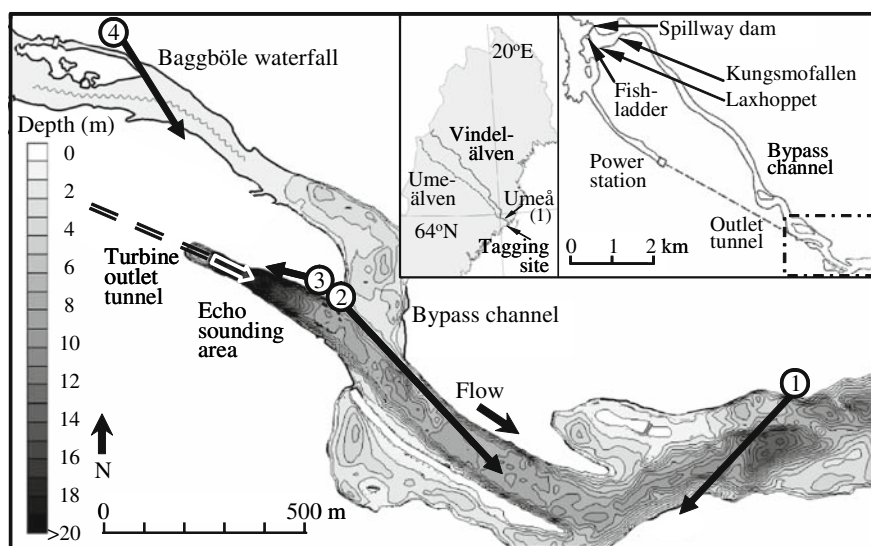 4
Baggböle waterfall
Depth (m)
0
2
4
6
8
10
12
14
16
18
>20
Turbine
outlet
tunnel
Echo
sounding
area
3
2
Bypass channel
Flow
1
N
0 500 m
20°E
Vindel-
älven
Ume-
älven
Umeå
(1)
64°N
Tagging
site
Spillway dam
Kungsmofallen
Laxhoppet
Fish-
ladder
Power
station
Bypass
channel
Outlet
tunnel
0 1 2 km